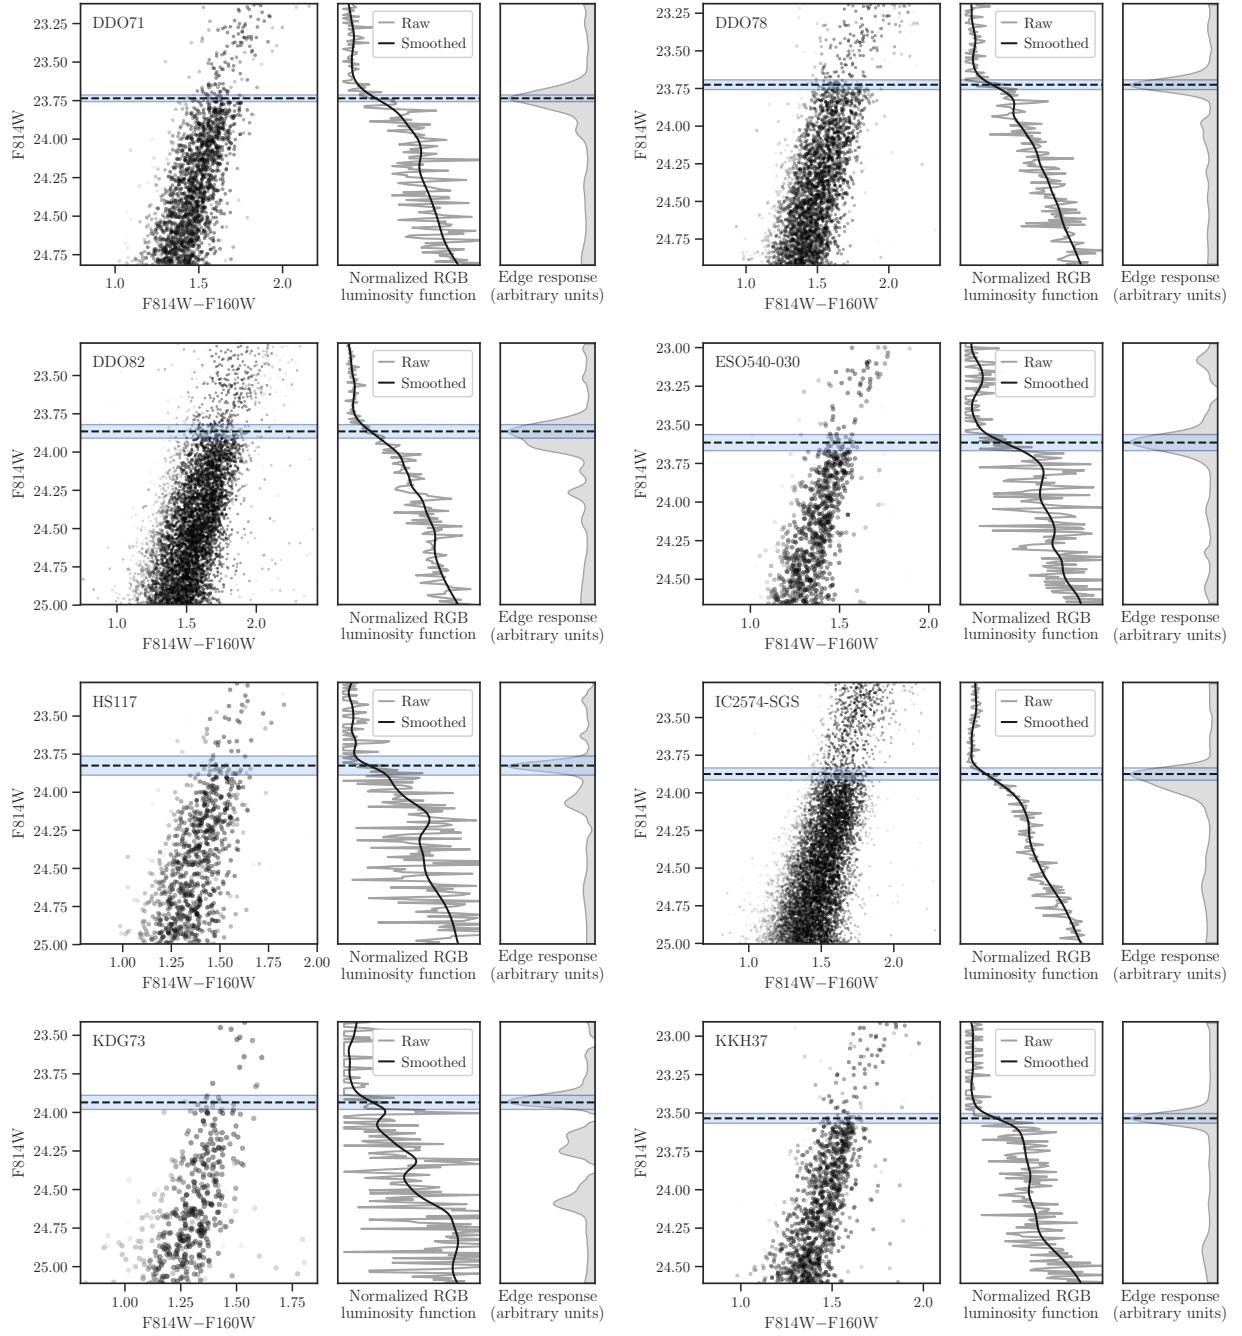 DDO71
F814W
23.25
23.50
23.75
24.00
24.25
24.50
24.75
1.0 1.5 2.0
F814W−F160W
Raw
Smoothed
Normalized RGB
luminosity function
Edge response
(arbitrary units)
DDO78
F814W
23.25
23.50
23.75
24.00
24.25
24.50
24.75
1.0 1.5 2.0
F814W−F160W
Raw
Smoothed
Normalized RGB
luminosity function
Edge response
(arbitrary units)
DDO82
F814W
23.50
23.75
24.00
24.25
24.50
24.75
25.00
1.0 1.5 2.0
F814W−F160W
Raw
Smoothed
Normalized RGB
luminosity function
Edge response
(arbitrary units)
ESO540-030
F814W
23.00
23.25
23.50
23.75
24.00
24.25
24.50
1.0 1.5 2.0
F814W−F160W
Raw
Smoothed
Normalized RGB
luminosity function
Edge response
(arbitrary units)
HS117
F814W
23.50
23.75
24.00
24.25
24.50
24.75
25.00
1.00 1.25 1.50 1.75 2.00
F814W−F160W
Raw
Smoothed
Normalized RGB
luminosity function
Edge response
(arbitrary units)
IC2574-SGS
F814W
23.50
23.75
24.00
24.25
24.50
24.75
25.00
1.0 1.5 2.0
F814W−F160W
Raw
Smoothed
Normalized RGB
luminosity function
Edge response
(arbitrary units)
KDG73
F814W
23.50
23.75
24.00
24.25
24.50
24.75
25.00
1.00 1.25 1.50 1.75
F814W−F160W
Raw
Smoothed
Normalized RGB
luminosity function
Edge response
(arbitrary units)
KKH37
F814W
23.00
23.25
23.50
23.75
24.00
24.25
24.50
1.0 1.5 2.0
F814W−F160W
Raw
Smoothed
Normalized RGB
luminosity function
Edge response
(arbitrary units)